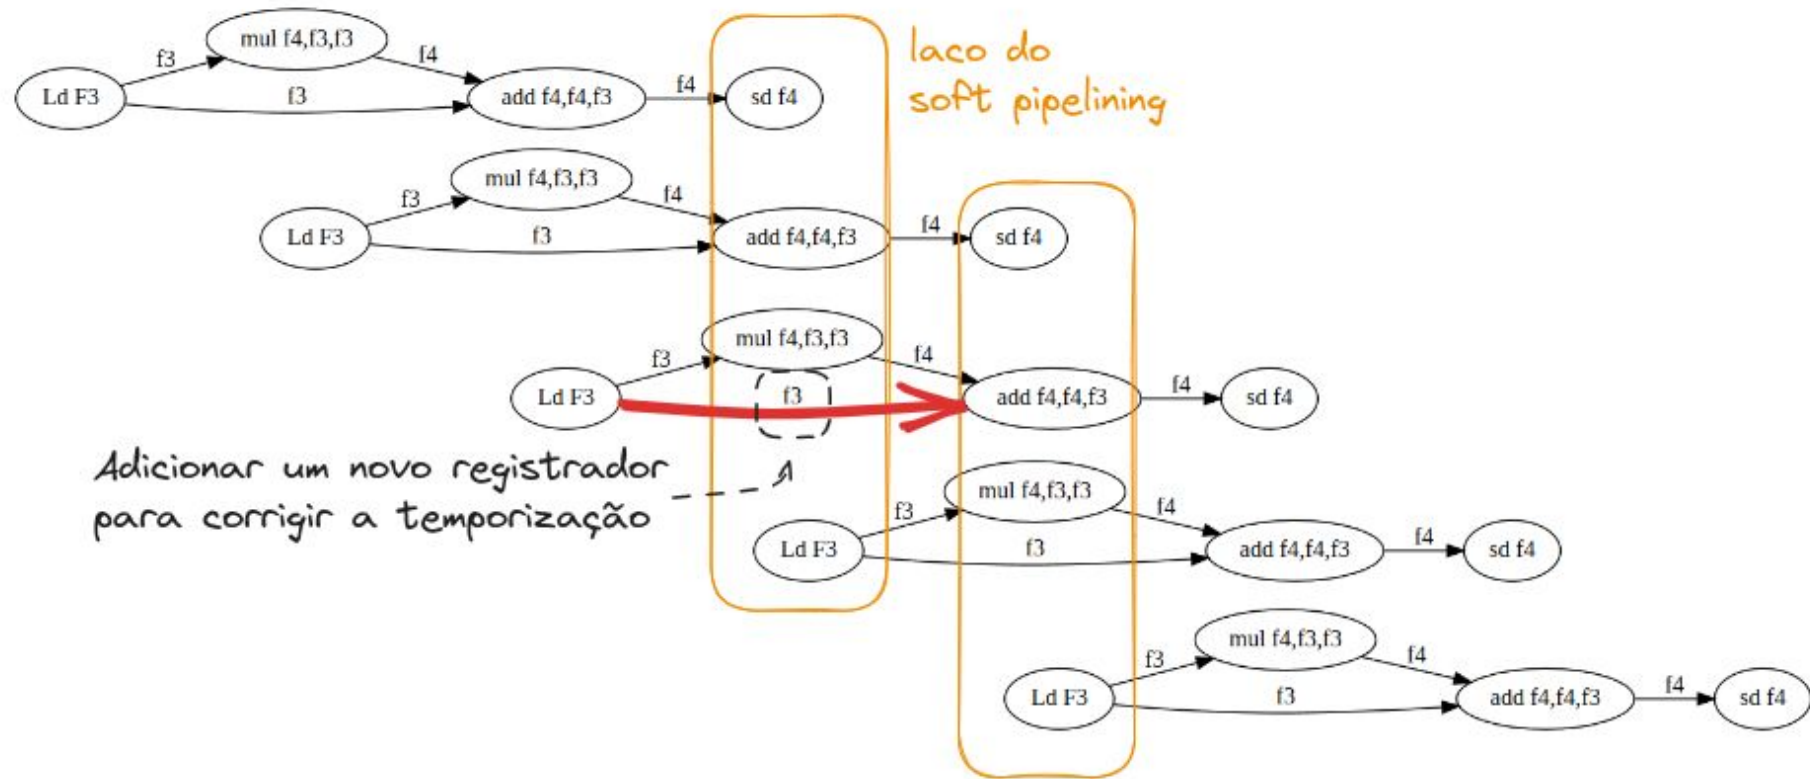 mul f4,f3,f3
f3
f4
Ld F3
f3
add f4,f4,f3
f4
sd f4
laco do
soft pipelining
mul f4,f3,f3
f3
f4
Ld F3
f3
add f4,f4,f3
f4
sd f4
mul f4,f3,f3
f3
f4
Ld F3
f3
add f4,f4,f3
f4
sd f4
Adicionar um novo registrador
para corrigir a temporização
mul f4,f3,f3
f3
f4
Ld F3
f3
add f4,f4,f3
f4
sd f4
mul f4,f3,f3
f3
f4
Ld F3
f3
add f4,f4,f3
f4
sd f4